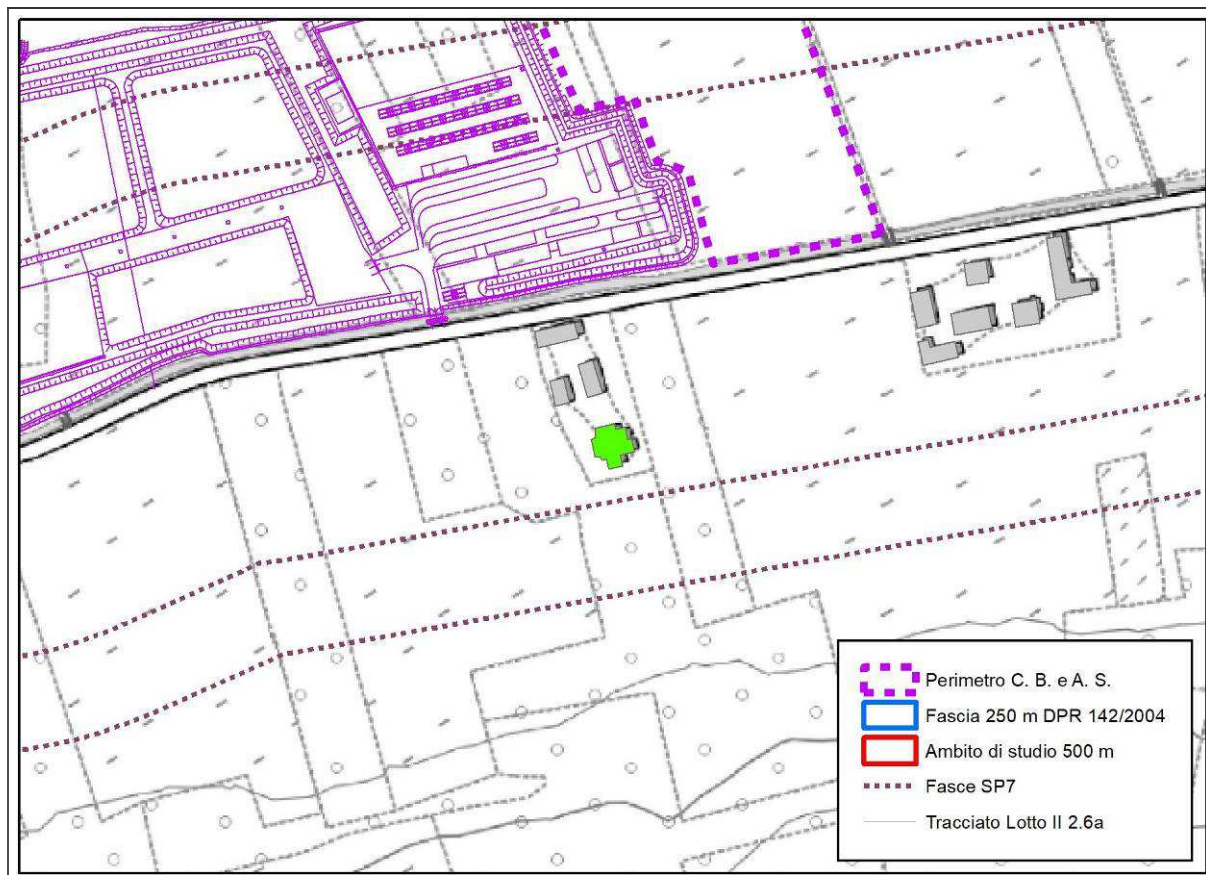 Perimetro C. B. e A. S.
Fascia 250 m DPR 142/2004
Ambito di studio 500 m
Fasce SP7
Tracciato Lotto II 2.6a